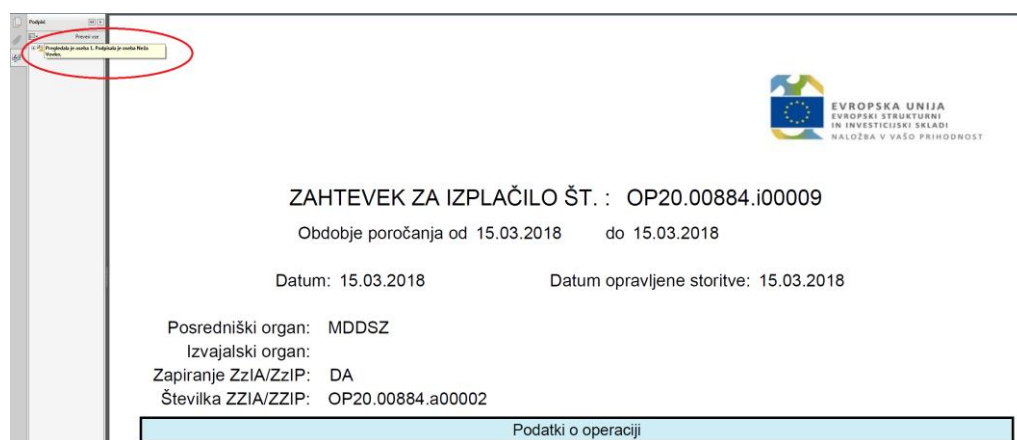 Podpisi
Preveri vse
Pregledala je oseba 1. Podpisala je oseba Neža
EVROPSKA UNIJA
EVROPSKI STRUKTURNI
IN INVESTICIJSKI SKLADI
NALOŽBA V VAŠO PRIHODNOST
ZAHTEVEK ZA IZPLAČILO ŠT. : OP20.00884.i00009
Obdobje poročanja od 15.03.2018 do 15.03.2018
Datum: 15.03.2018 Datum opravljene storitve: 15.03.2018
Posredniški organ: MDDSZ
Izvajalski organ:
Zapiranje ZzIA/ZzIP: DA
Številka ZZIA/ZZIP: OP20.00884.a00002
Podatki o operaciji